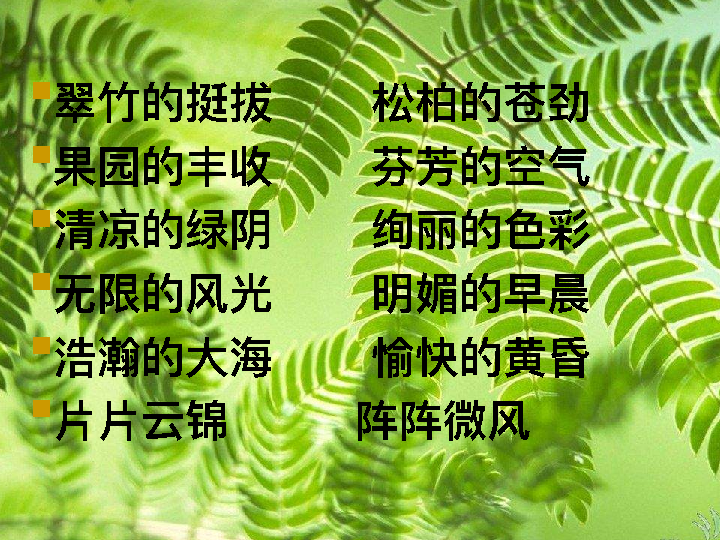 翠竹的挺拔 松柏的苍劲
果园的丰收 芬芳的空气
清凉的绿阴 绚丽的色彩
无限的风光 明媚的早晨
浩瀚的大海 愉快的黄昏
片片云锦 阵阵微风